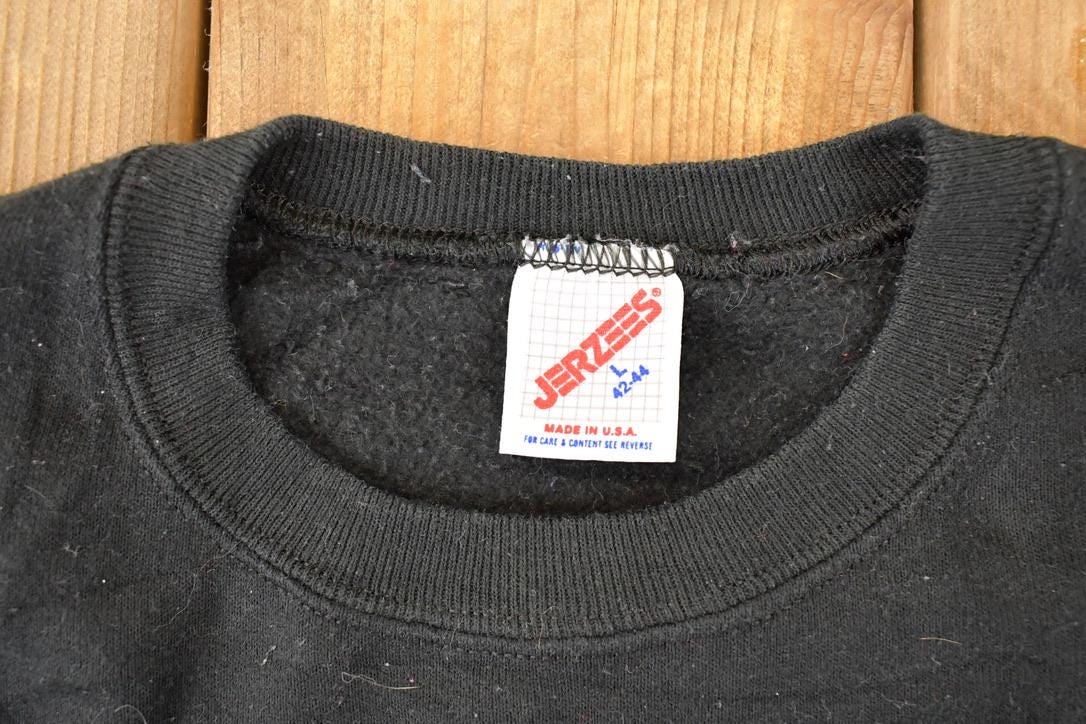 JERZEES®
L
42-44
MADE IN U.S.A.
FOR CARE & CONTENT SEE REVERSE